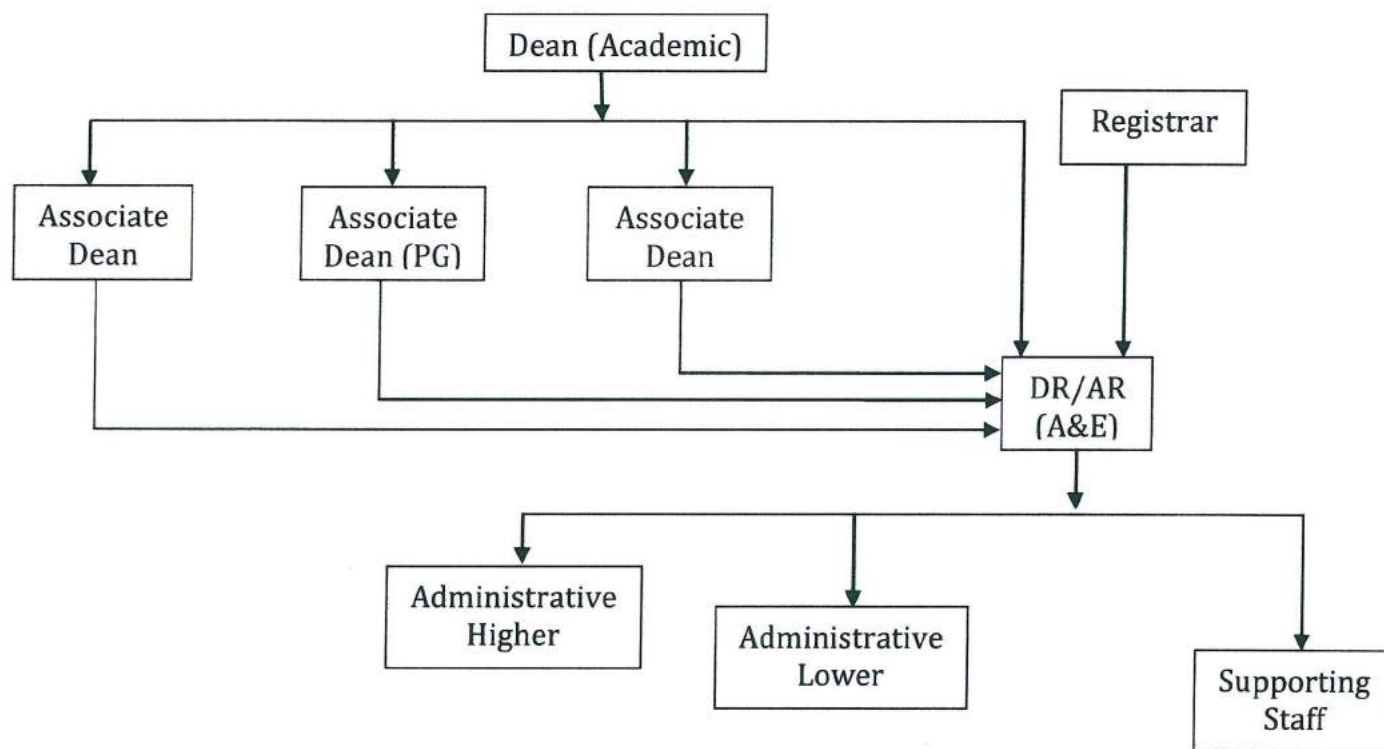 Dean (Academic)
Registrar
Associate
Dean
Associate
Dean (PG)
Associate
Dean
DR/AR
(A&E)
Administrative
Higher
Administrative
Lower
Supporting
Staff